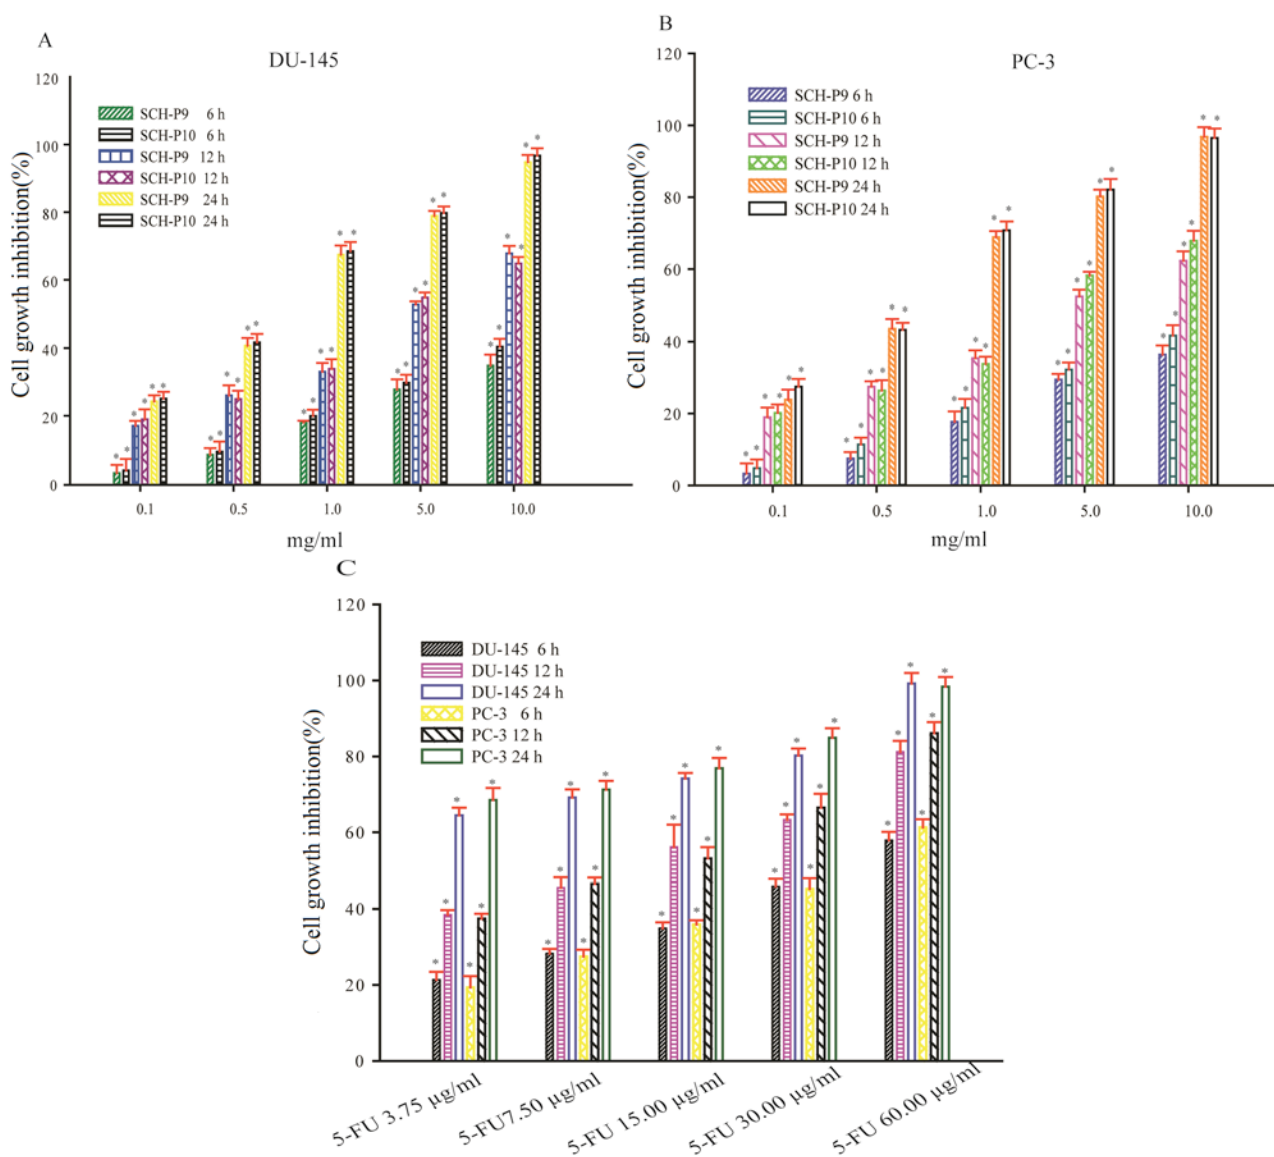 A
DU-145
120
100
80
60
40
20
0
Cell growth inhibition(%)
SCH-P9 6 h
SCH-P10 6 h
SCH-P9 12 h
SCH-P10 12 h
SCH-P9 24 h
SCH-P10 24 h
0.1 0.5 1.0 5.0 10.0
mg/ml
B
PC-3
120
100
80
60
40
20
0
Cell growth inhibition(%)
SCH-P9 6 h
SCH-P10 6 h
SCH-P9 12 h
SCH-P10 12 h
SCH-P9 24 h
SCH-P10 24 h
0.1 0.5 1.0 5.0 10.0
mg/ml
C
120
100
80
60
40
20
0
Cell growth inhibition(%)
DU-145 6 h
DU-145 12 h
DU-145 24 h
PC-3 6 h
PC-3 12 h
PC-3 24 h
5-FU 3.75 µg/ml
5-FU7.50 µg/ml
5-FU 15.00 µg/ml
5-FU 30.00 µg/ml
5-FU 60.00 µg/ml